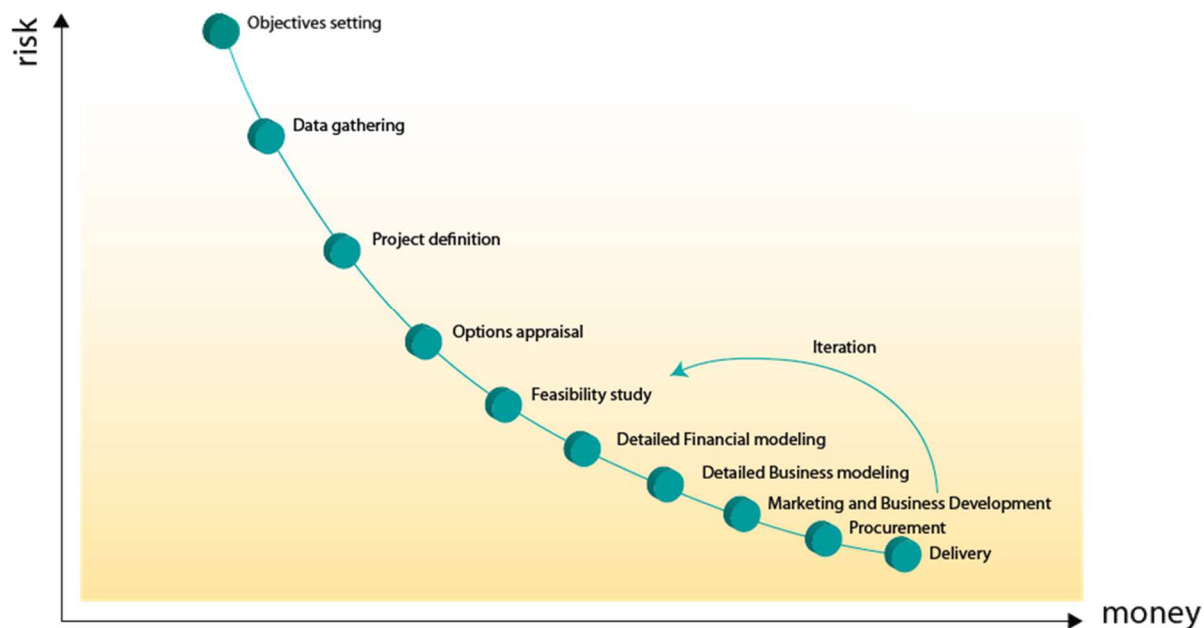 risk
Objectives setting
Data gathering
Project definition
Options appraisal
Iteration
Feasibility study
Detailed Financial modeling
Detailed Business modeling
Marketing and Business Development
Procurement
Delivery
money